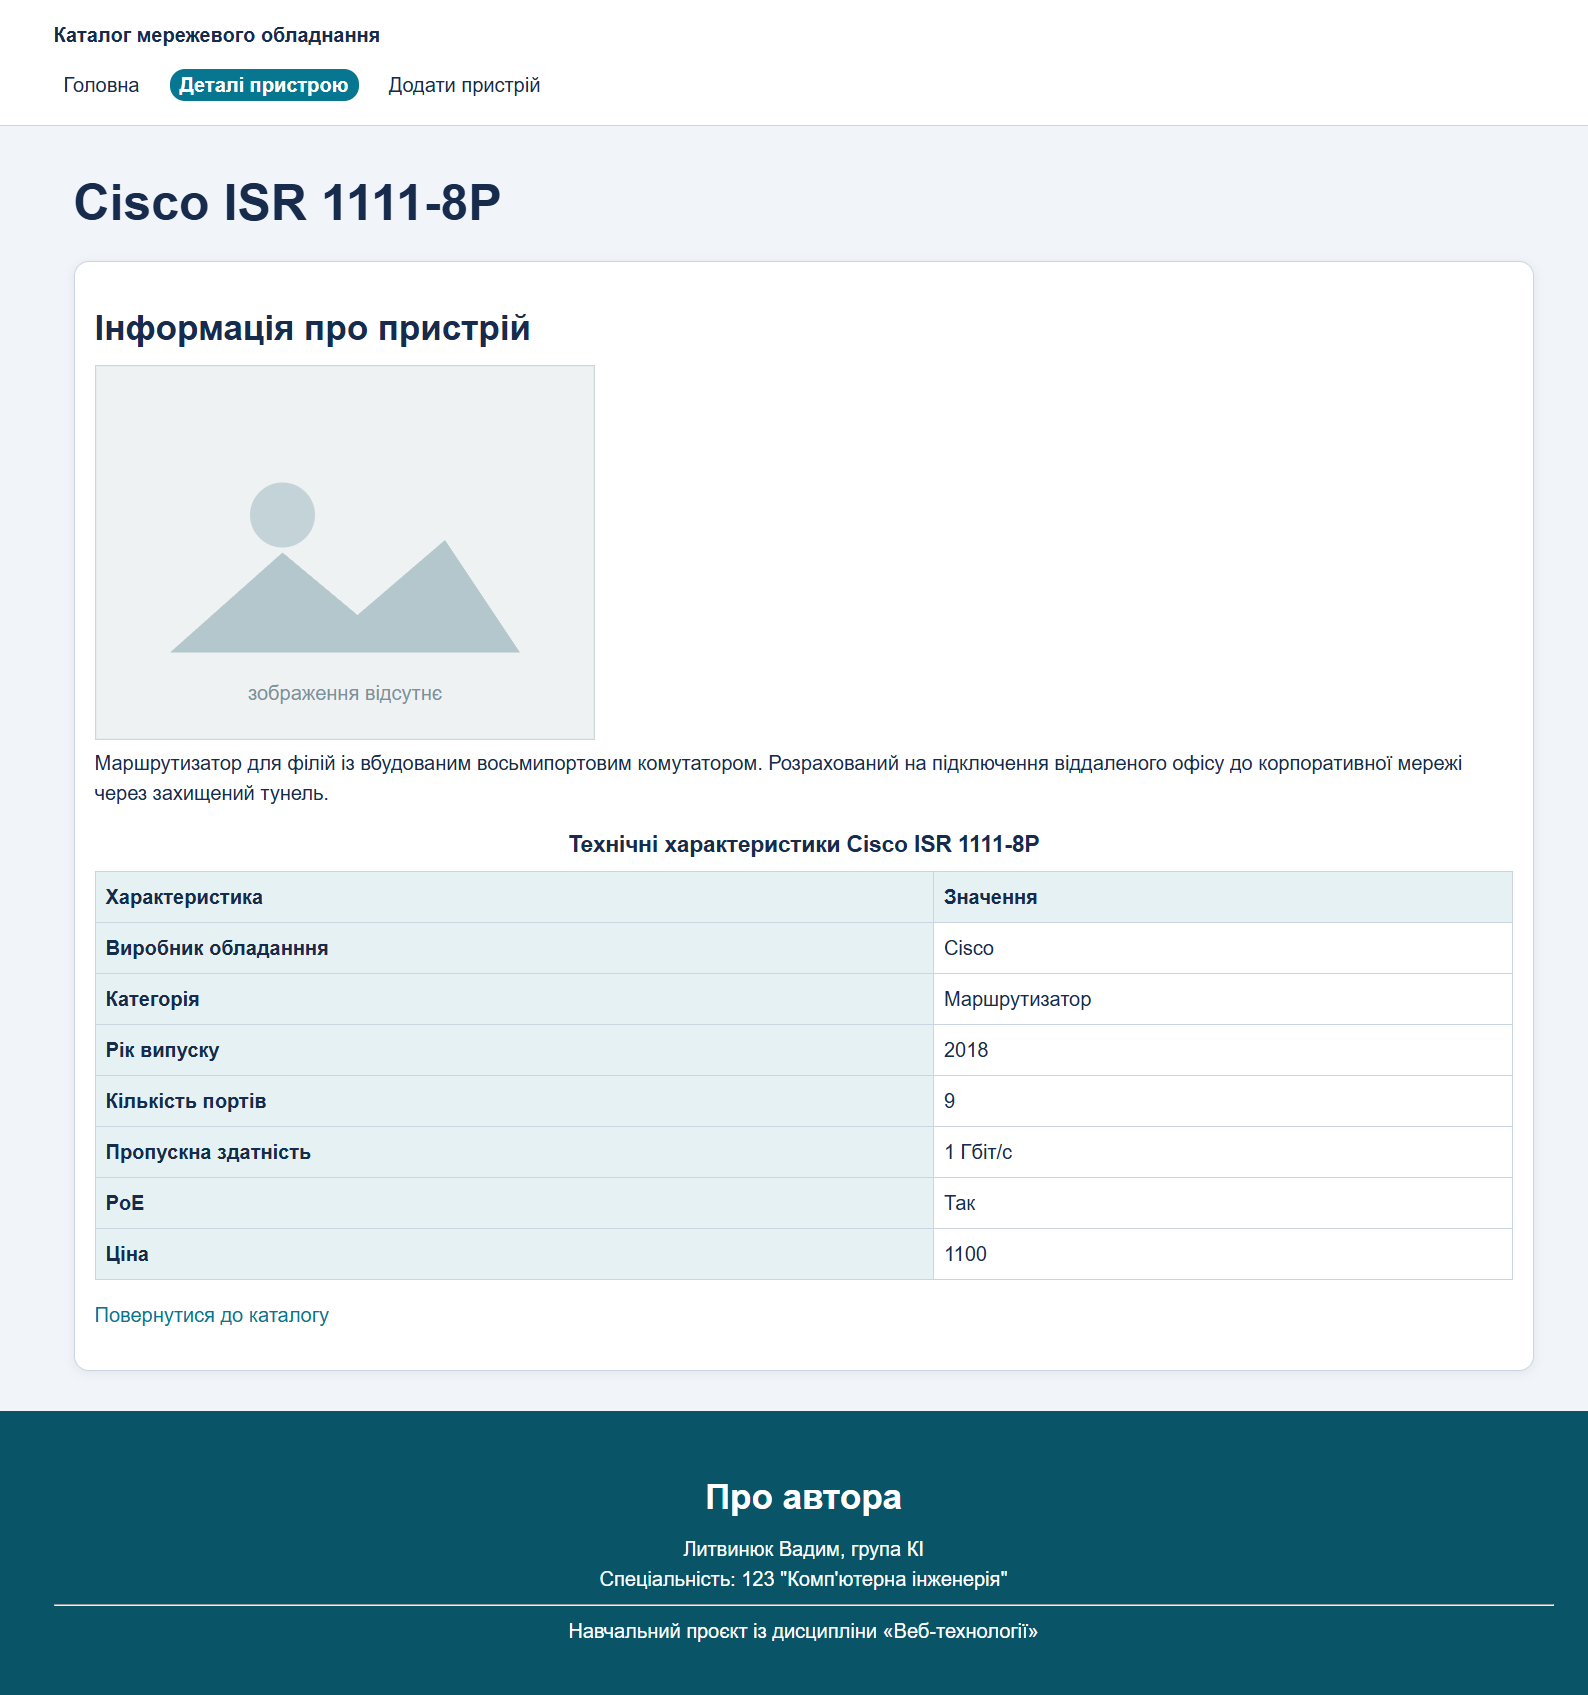 Каталог мережевого обладнання
Головна Деталі пристрою Додати пристрій
Cisco ISR 1111-8P
Інформація про пристрій
зображення відсутнє
Маршрутизатор для філій із вбудованим восьмипортовим комутатором. Розрахований на підключення віддаленого офісу до корпоративної мережі
через захищений тунель.
Технічні характеристики Cisco ISR 1111-8P
Характеристика Значення
Виробник обладанння Cisco
Категорія Маршрутизатор
Рік випуску 2018
Кількість портів 9
Пропускна здатність 1 Гбіт/с
PoE Так
Ціна 1100
Повернутися до каталогу
Про автора
Литвинюк Вадим, група КІ
Спеціальність: 123 "Комп'ютерна інженерія"
Навчальний проєкт із дисципліни «Веб-технології»